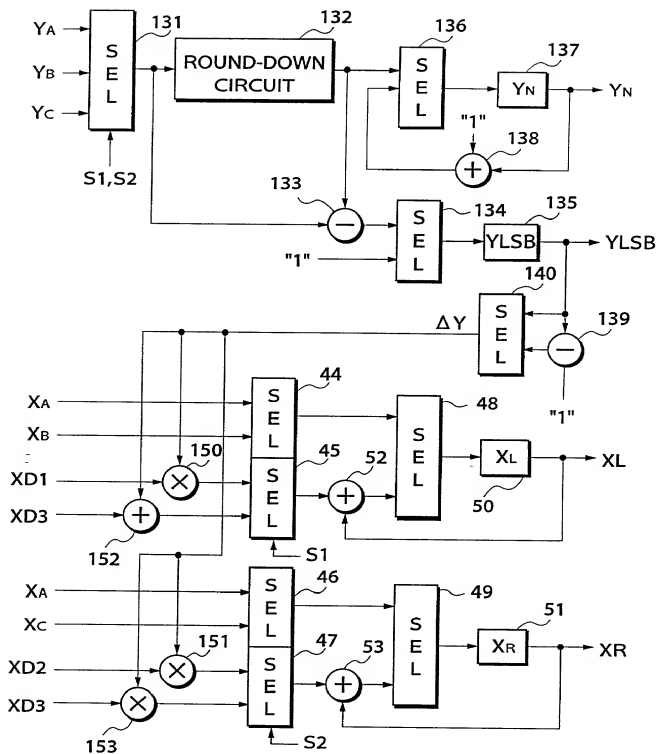 131
132
YA
YB
YC
SEL
S1,S2
ROUND-DOWN
CIRCUIT
136
SEL
137
YN
YN
"1"
138
+
133
−
"1"
134
SEL
135
YLSB
YLSB
140
SEL
139
−
"1"
ΔY
44
XA
XB
SEL
45
XD1
150
×
XD3
152
+
SEL
S1
52
+
48
SEL
XL
50
XL
46
XA
XC
SEL
47
XD2
151
×
XD3
153
×
SEL
S2
53
+
49
SEL
51
XR
XR